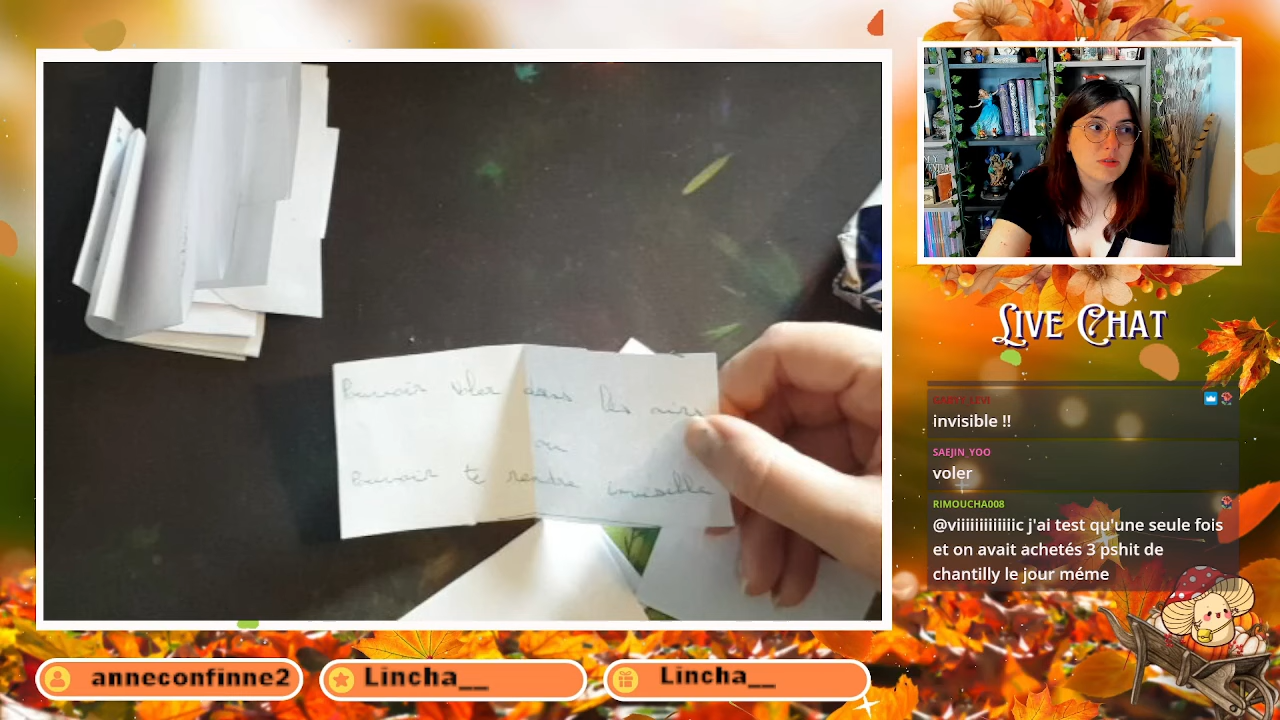 Pouvoir voler dans les airs
ou
Pouvoir te rendre invisible
LIVE CHAT
invisible !!
SAEJIN_YOO
voler
RIMOUCHA008
@viiiiiiiiiiiic j'ai test qu'une seule fois
et on avait achetés 3 pshit de
chantilly le jour méme
anneconfinne2
Lincha__
Lincha__